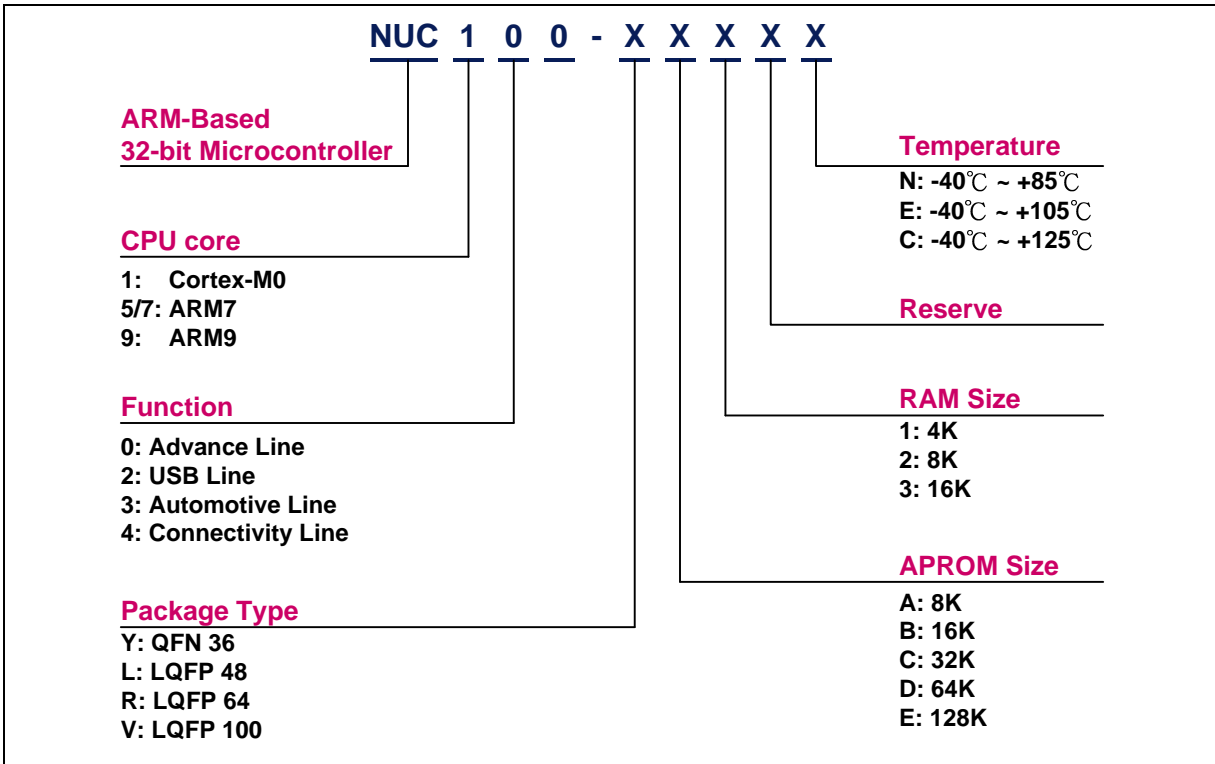 NUC 1 0 0 - X X X X X
ARM-Based
32-bit Microcontroller
CPU core
1: Cortex-M0
5/7: ARM7
9: ARM9
Function
0: Advance Line
2: USB Line
3: Automotive Line
4: Connectivity Line
Package Type
Y: QFN 36
L: LQFP 48
R: LQFP 64
V: LQFP 100
Temperature
N: -40℃ ~ +85℃
E: -40℃ ~ +105℃
C: -40℃ ~ +125℃
Reserve
RAM Size
1: 4K
2: 8K
3: 16K
APROM Size
A: 8K
B: 16K
C: 32K
D: 64K
E: 128K